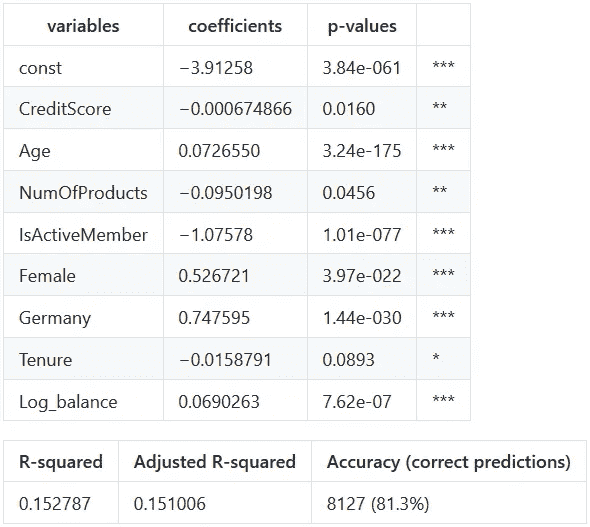 variables coefficients p-values
const −3.91258 3.84e-061 ***
CreditScore −0.000674866 0.0160 **
Age 0.0726550 3.24e-175 ***
NumOfProducts −0.0950198 0.0456 **
IsActiveMember −1.07578 1.01e-077 ***
Female 0.526721 3.97e-022 ***
Germany 0.747595 1.44e-030 ***
Tenure −0.0158791 0.0893 *
Log_balance 0.0690263 7.62e-07 ***
R-squared Adjusted R-squared Accuracy (correct predictions)
0.152787 0.151006 8127 (81.3%)